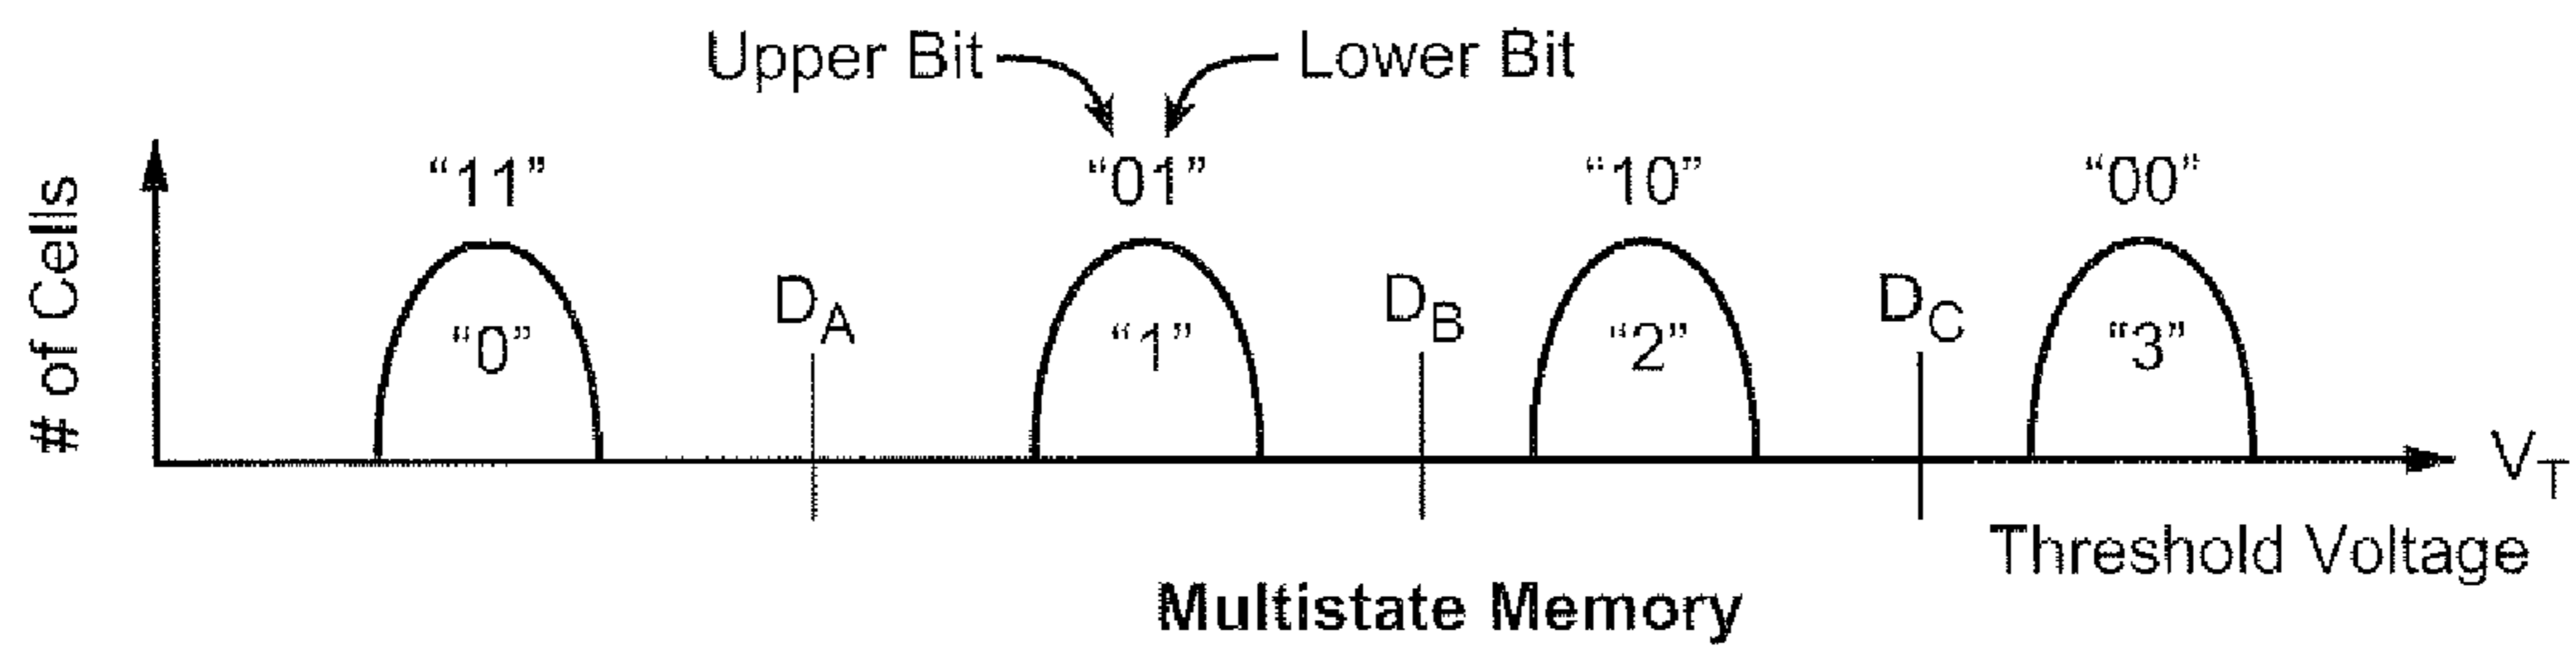 Upper Bit Lower Bit
“11” “01” “10” “00”
# of Cells
D_A D_B D_C
“0” “1” “2” “3”
V_T
Threshold Voltage
Multistate Memory